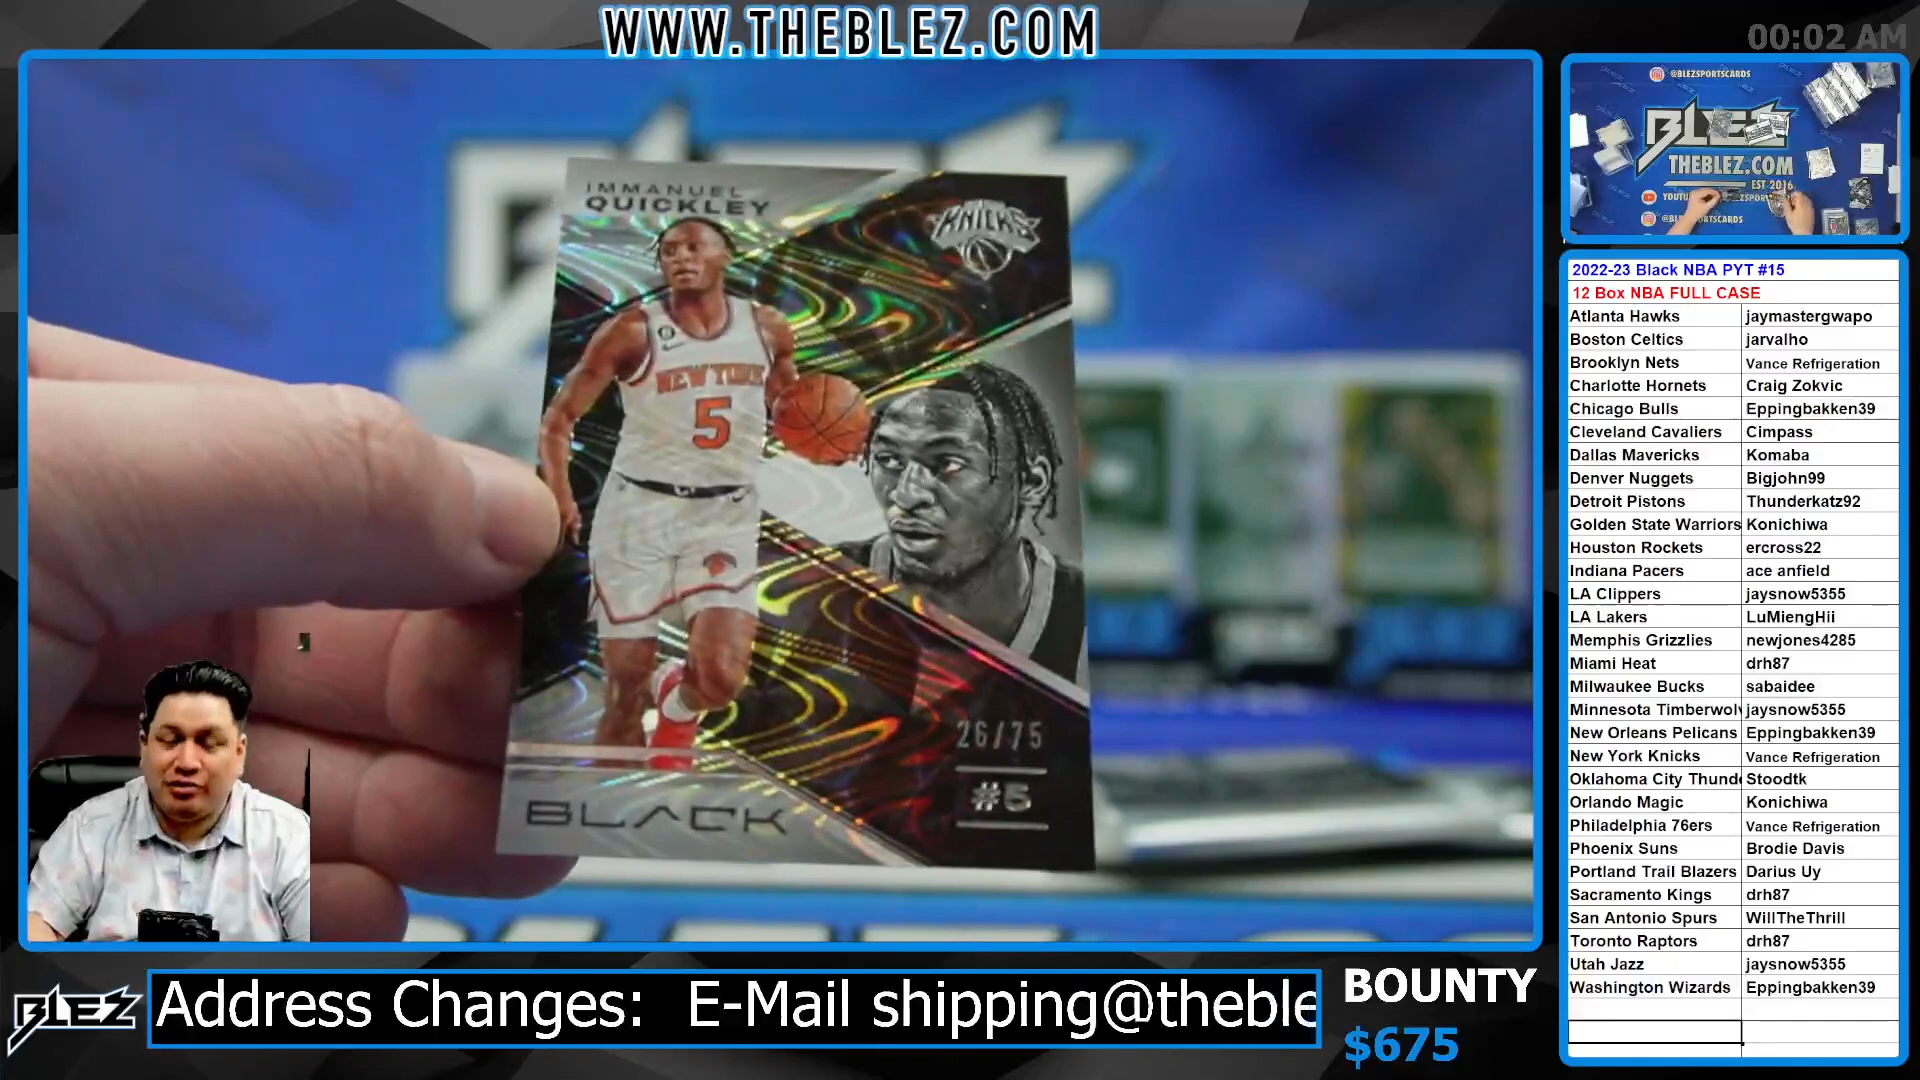 WWW.THEBLEZ.COM
00:02 AM
IMMANUEL
QUICKLEY
KNICKS
NEW YORK
5
26/75
#5
BLACK
@BLEZSPORTSCARDS
BLEZ
THEBLEZ.COM
EST 2016
2022-23 Black NBA PYT #15
12 Box NBA FULL CASE
Atlanta Hawks jaymastergwapo
Boston Celtics jarvalho
Brooklyn Nets Vance Refrigeration
Charlotte Hornets Craig Zokvic
Chicago Bulls Eppingbakken39
Cleveland Cavaliers Cimpass
Dallas Mavericks Komaba
Denver Nuggets Bigjohn99
Detroit Pistons Thunderkatz92
Golden State Warriors Konichiwa
Houston Rockets ercross22
Indiana Pacers ace anfield
LA Clippers jaysnow5355
LA Lakers LuMiengHii
Memphis Grizzlies newjones4285
Miami Heat drh87
Milwaukee Bucks sabaidee
Minnesota Timberwolv jaysnow5355
New Orleans Pelicans Eppingbakken39
New York Knicks Vance Refrigeration
Oklahoma City Thunde Stoodtk
Orlando Magic Konichiwa
Philadelphia 76ers Vance Refrigeration
Phoenix Suns Brodie Davis
Portland Trail Blazers Darius Uy
Sacramento Kings drh87
San Antonio Spurs WillTheThrill
Toronto Raptors drh87
Utah Jazz jaysnow5355
Washington Wizards Eppingbakken39
BLEZ
Address Changes: E-Mail shipping@theble
BOUNTY
$675